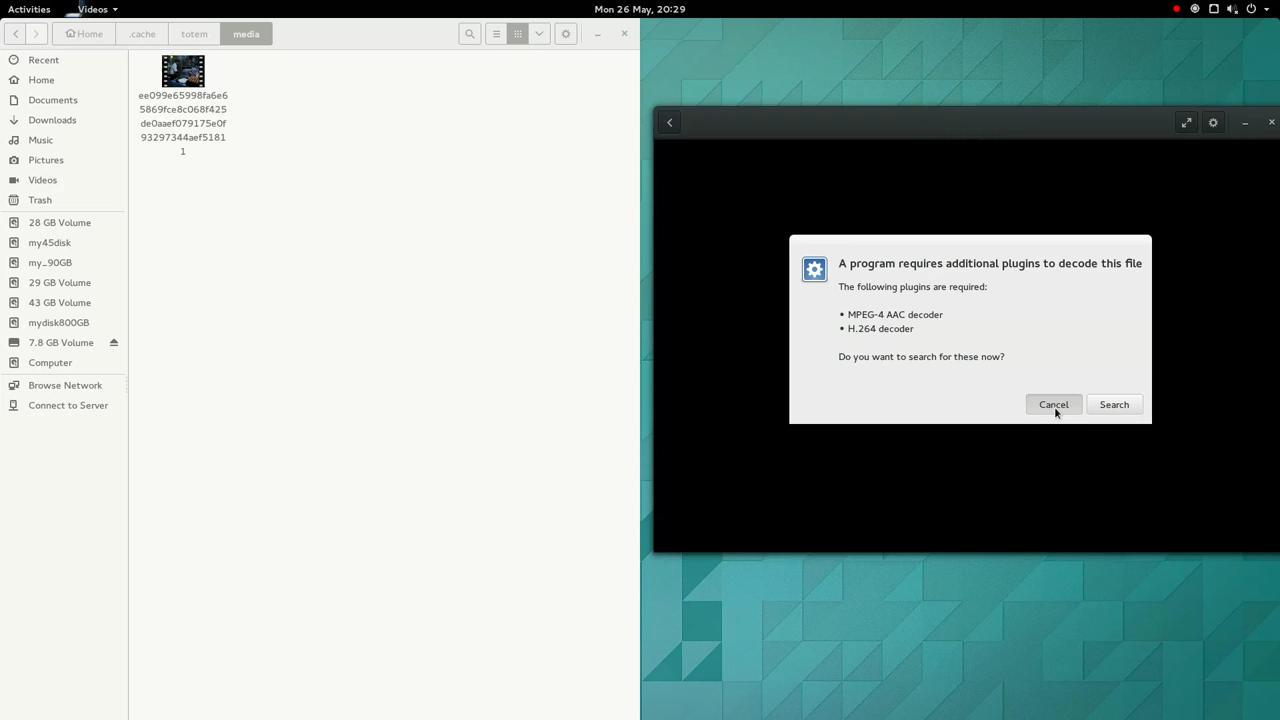 Activities
Videos
Mon 26 May, 20:29
Home
.cache
totem
media
Recent
Home
Documents
Downloads
Music
Pictures
Videos
Trash
28 GB Volume
my45disk
my_90GB
29 GB Volume
43 GB Volume
mydisk800GB
7.8 GB Volume
Computer
Browse Network
Connect to Server
ee099e65998fa6e6
5869fce8c068f425
de0aaef079175e0f
93297344aef5181
1
A program requires additional plugins to decode this file
The following plugins are required:
• MPEG-4 AAC decoder
• H.264 decoder
Do you want to search for these now?
Cancel
Search